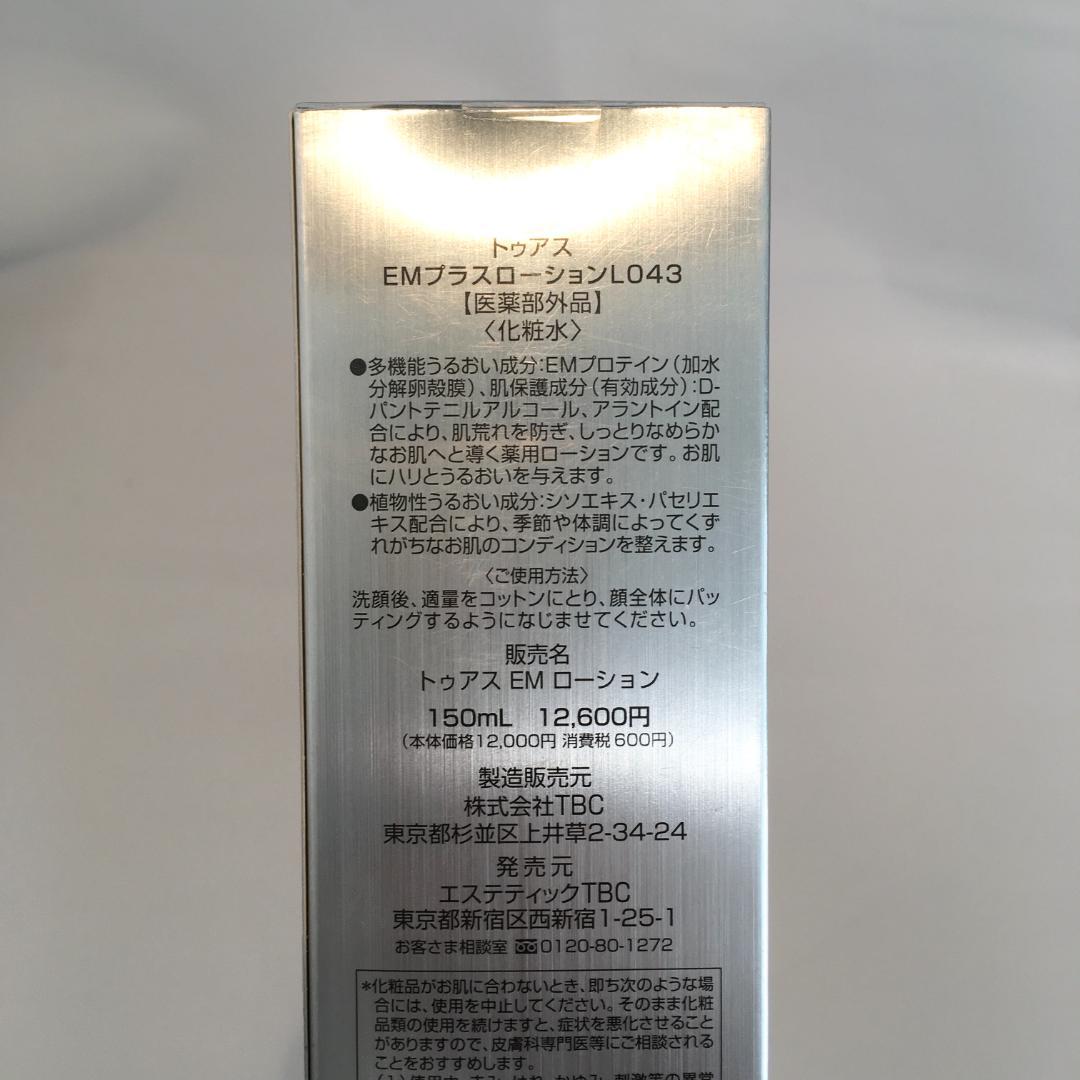 トゥアス
EMプラスローションL043
【医薬部外品】
〈化粧水〉
●多機能うるおい成分:EMプロテイン(加水
分解卵殻膜)、肌保護成分(有効成分):D-
パントテニルアルコール、アラントイン配
合により、肌荒れを防ぎ、しっとりなめらか
なお肌へと導く薬用ローションです。お肌
にハリとうるおいを与えます。
●植物性うるおい成分:シソエキス・パセリエ
キス配合により、季節や体調によってくず
れがちなお肌のコンディションを整えます。
〈ご使用方法〉
洗顔後、適量をコットンにとり、顔全体にパッ
ティングするようになじませてください。
販売名
トゥアス EM ローション
150mL 12,600円
(本体価格12,000円 消費税600円)
製造販売元
株式会社TBC
東京都杉並区上井草2-34-24
発売元
エステティックTBC
東京都新宿区西新宿1-25-1
お客さま相談室 0120-80-1272
*化粧品がお肌に合わないとき、即ち次のような場
合には、使用を中止してください。そのまま化粧
品類の使用を続けますと、症状を悪化させること
がありますので、皮膚科専門医等にご相談される
ことをおすすめします。
(1)使用中、赤み、はれ、かゆみ、刺激等の異常